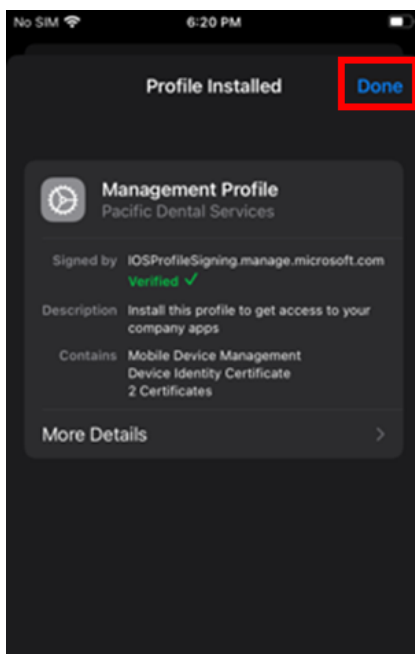 No SIM 6:20 PM
Profile Installed Done
Management Profile
Pacific Dental Services
Signed by IOSProfileSigning.manage.microsoft.com
Verified ✓
Description Install this profile to get access to your
company apps
Contains Mobile Device Management
Device Identity Certificate
2 Certificates
More Details